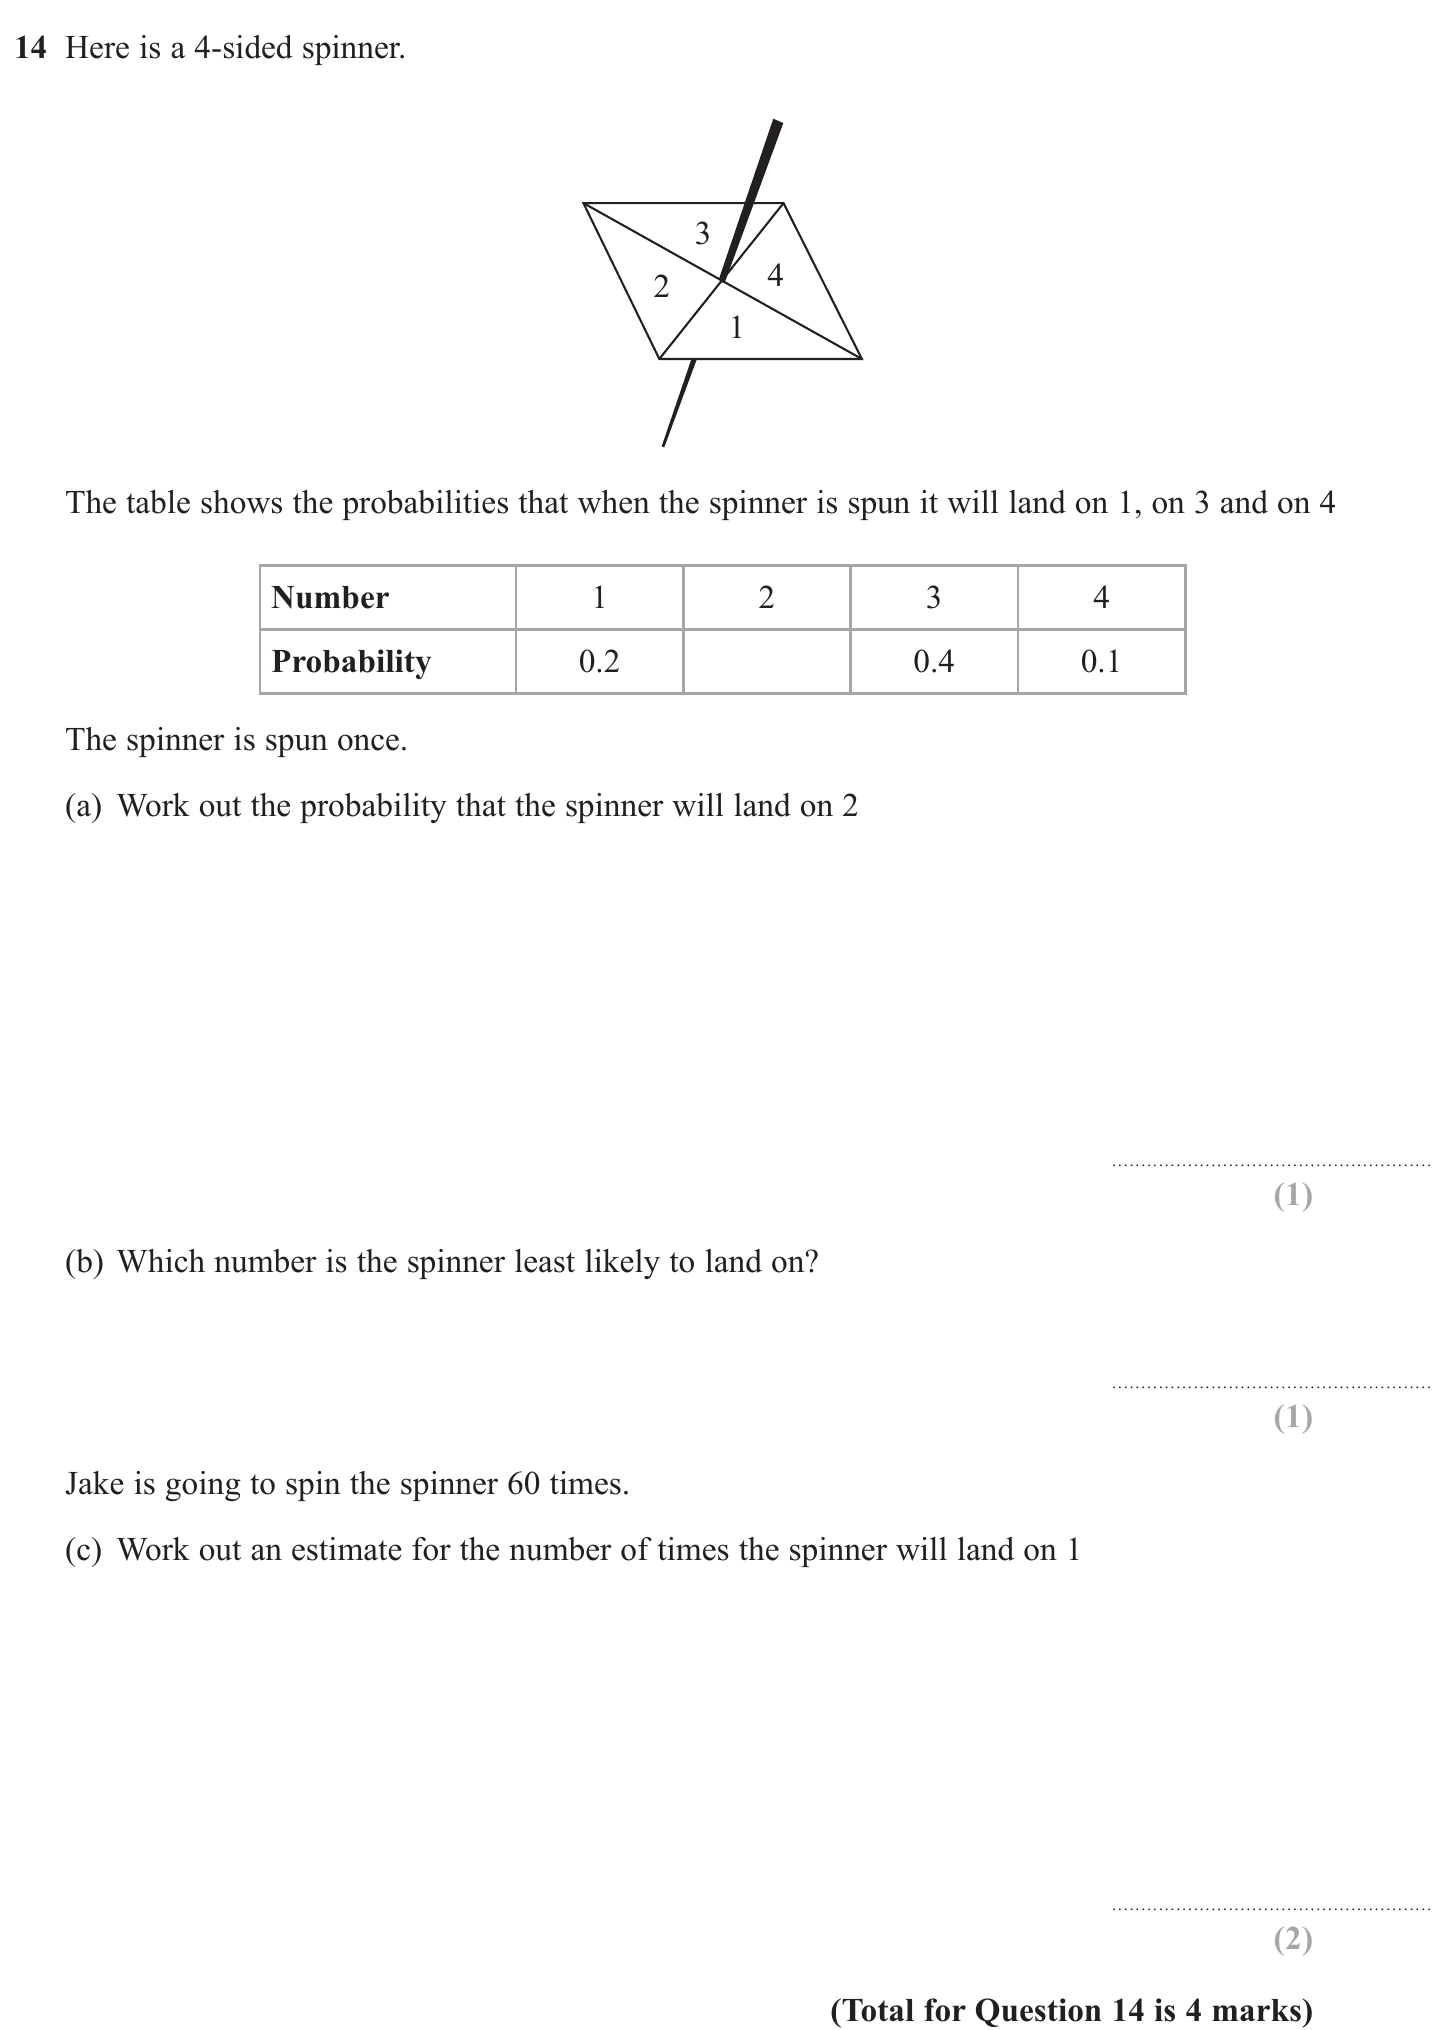 14 Here is a 4-sided spinner.
3
2
4
1
The table shows the probabilities that when the spinner is spun it will land on 1, on 3 and on 4
Number 1 2 3 4
Probability 0.2 0.4 0.1
The spinner is spun once.
(a) Work out the probability that the spinner will land on 2
(1)
(b) Which number is the spinner least likely to land on?
(1)
Jake is going to spin the spinner 60 times.
(c) Work out an estimate for the number of times the spinner will land on 1
(2)
(Total for Question 14 is 4 marks)